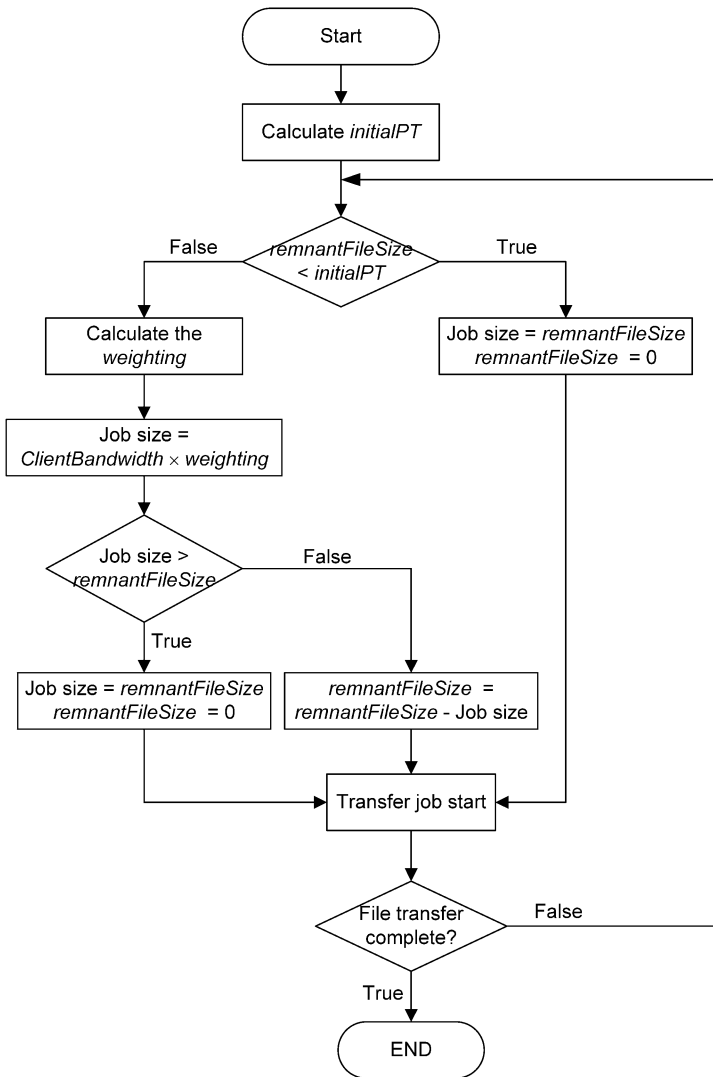 Start
Calculate initialPT
remnantFileSize
< initialPT
False
True
Calculate the
weighting
Job size = remnantFileSize
remnantFileSize = 0
Job size =
ClientBandwidth × weighting
Job size >
remnantFileSize
False
True
Job size = remnantFileSize
remnantFileSize = 0
remnantFileSize =
remnantFileSize - Job size
Transfer job start
File transfer
complete?
False
True
END